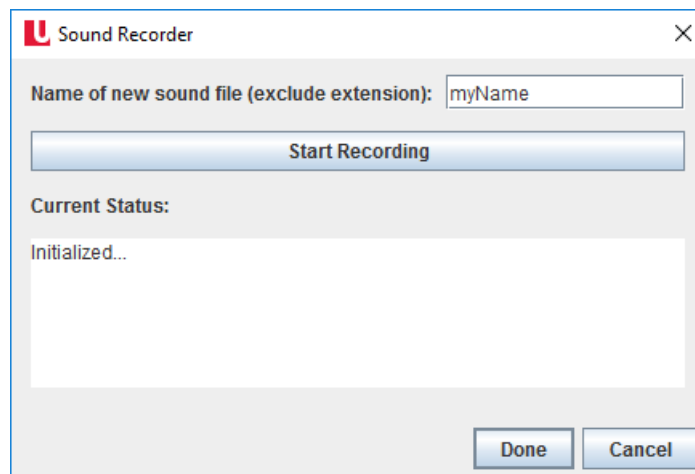 U Sound Recorder
Name of new sound file (exclude extension): myName
Start Recording
Current Status:
Initialized...
Done Cancel